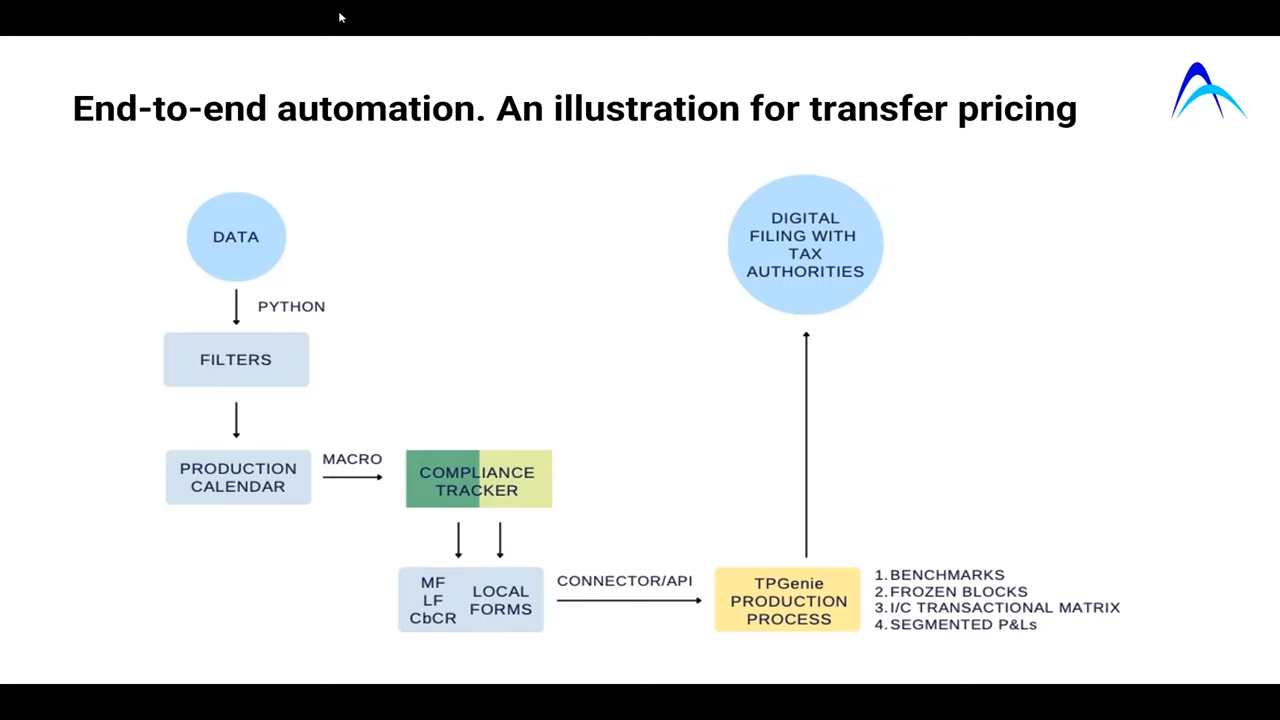 End-to-end automation. An illustration for transfer pricing
DATA
PYTHON
FILTERS
PRODUCTION
CALENDAR
MACRO
COMPLIANCE
TRACKER
MF
LF
CbCR
LOCAL
FORMS
CONNECTOR/API
TPGenie
PRODUCTION
PROCESS
1. BENCHMARKS
2. FROZEN BLOCKS
3. I/C TRANSACTIONAL MATRIX
4. SEGMENTED P&Ls
DIGITAL
FILING WITH
TAX
AUTHORITIES